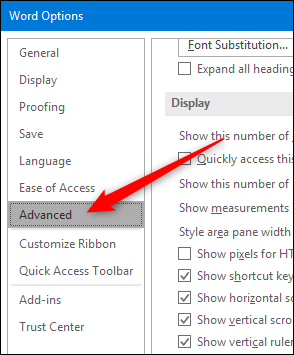 Word Options
General
Display
Proofing
Save
Language
Ease of Access
Advanced
Customize Ribbon
Quick Access Toolbar
Add-ins
Trust Center
Font Substitution...
Expand all heading
Display
Show this number of
Quickly access this
Show this number of
Show measurements
Style area pane width
Show pixels for HT
Show shortcut key
Show horizontal sc
Show vertical scro
Show vertical ruler